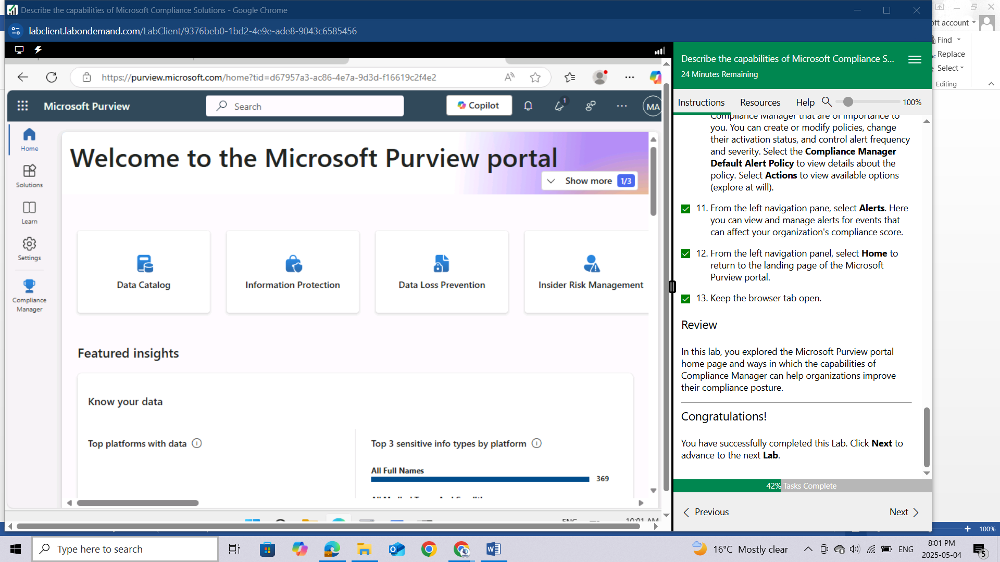 Describe the capabilities of Microsoft Compliance Solutions - Google Chrome
labclient.labondemand.com/LabClient/9376beb0-1bd2-4e9e-ade8-9043c6585456
https://purview.microsoft.com/home?tid=d67957a3-ac86-4e7a-9d3d-f16619c2f4e2
Microsoft Purview
Search
Copilot
1
MA
Home
Solutions
Learn
Settings
Compliance
Manager
Welcome to the Microsoft Purview portal
Show more 1/3
Data Catalog
Information Protection
Data Loss Prevention
Insider Risk Management
Featured insights
Know your data
Top platforms with data
Top 3 sensitive info types by platform
All Full Names
369
ENG
10:01 AM
Describe the capabilities of Microsoft Compliance S...
24 Minutes Remaining
Instructions Resources Help 100%
Compliance Manager that are of importance to
you. You can create or modify policies, change
their activation status, and control alert frequency
and severity. Select the Compliance Manager
Default Alert Policy to view details about the
policy. Select Actions to view available options
(explore at will).
11. From the left navigation pane, select Alerts. Here
you can view and manage alerts for events that
can affect your organization's compliance score.
12. From the left navigation panel, select Home to
return to the landing page of the Microsoft
Purview portal.
13. Keep the browser tab open.
Review
In this lab, you explored the Microsoft Purview portal
home page and ways in which the capabilities of
Compliance Manager can help organizations improve
their compliance posture.
Congratulations!
You have successfully completed this Lab. Click Next to
advance to the next Lab.
42% Tasks Complete
Previous
Next
account
Find
Replace
Select
Editing
100%
Type here to search
16°C Mostly clear
ENG
8:01 PM
2025-05-04
5